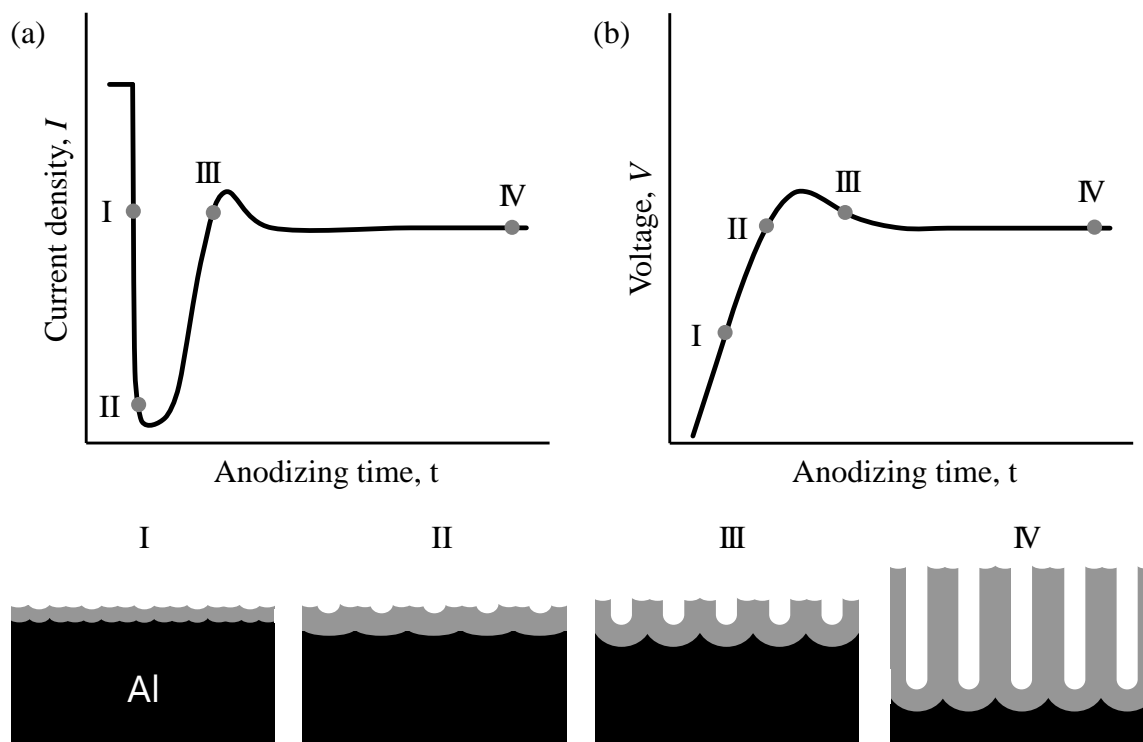 (a)
Current density, I
Ⅰ
Ⅱ
Ⅲ
Ⅳ
Anodizing time, t
(b)
Voltage, V
Ⅰ
Ⅱ
Ⅲ
Ⅳ
Anodizing time, t
Ⅰ
Ⅱ
Ⅲ
Ⅳ
Al